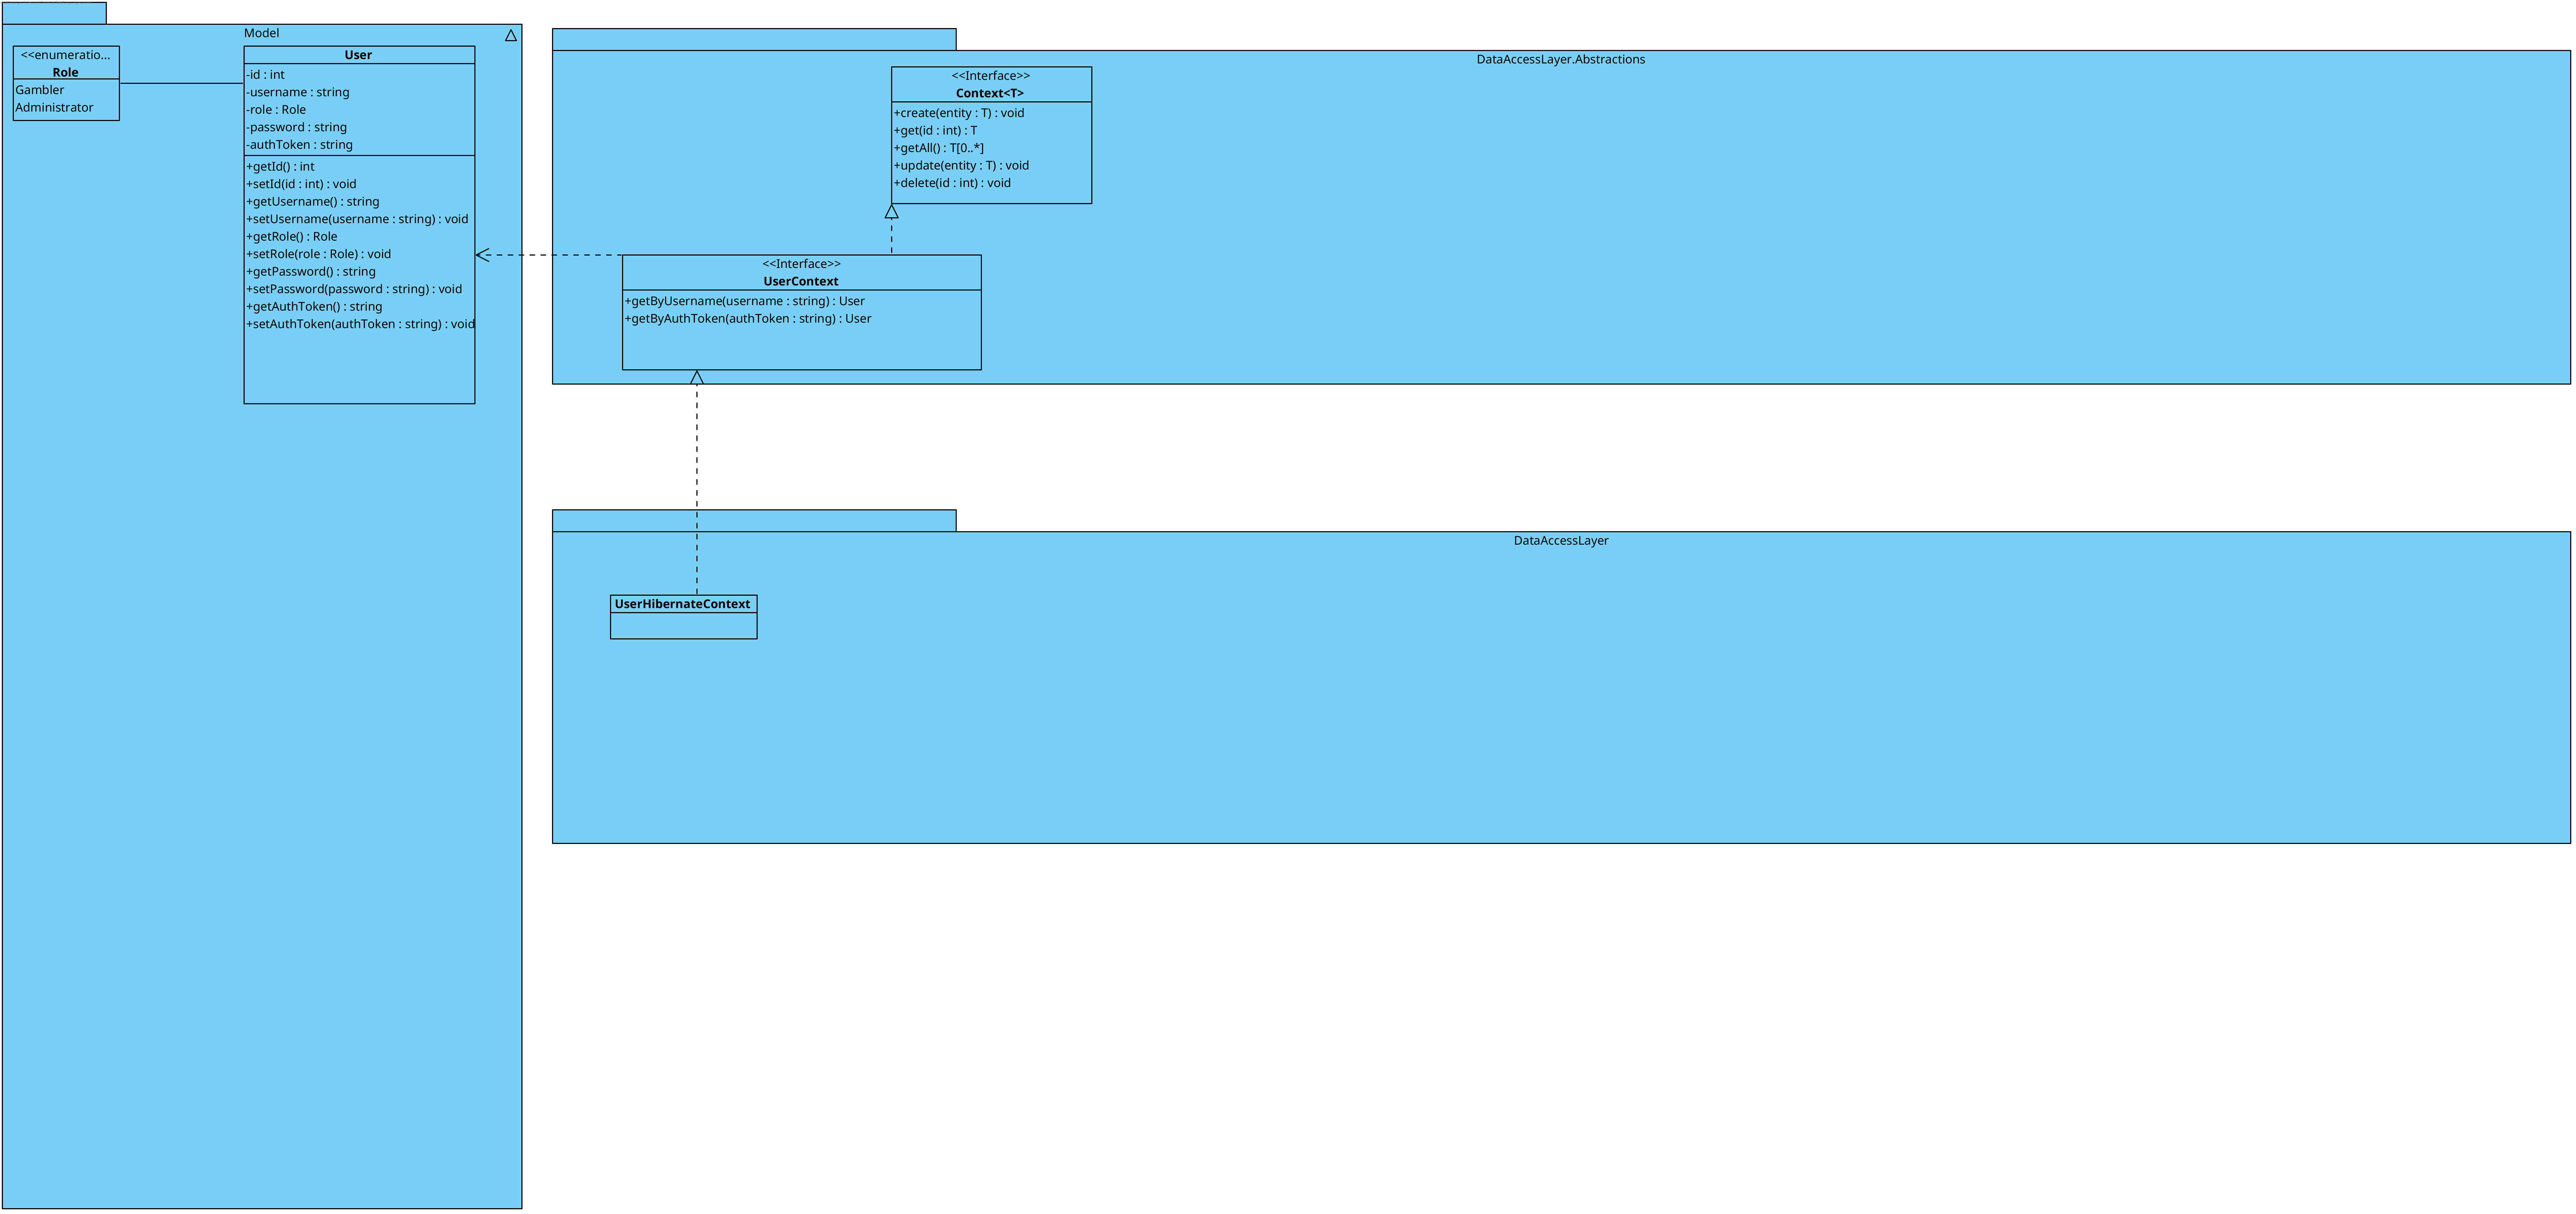 Model
<<enumeratio...
Role
Gambler
Administrator
User
-id : int
-username : string
-role : Role
-password : string
-authToken : string
+getId() : int
+setId(id : int) : void
+getUsername() : string
+setUsername(username : string) : void
+getRole() : Role
+setRole(role : Role) : void
+getPassword() : string
+setPassword(password : string) : void
+getAuthToken() : string
+setAuthToken(authToken : string) : void
DataAccessLayer.Abstractions
<<Interface>>
Context<T>
+create(entity : T) : void
+get(id : int) : T
+getAll() : T[0..*]
+update(entity : T) : void
+delete(id : int) : void
<<Interface>>
UserContext
+getByUsername(username : string) : User
+getByAuthToken(authToken : string) : User
DataAccessLayer
UserHibernateContext